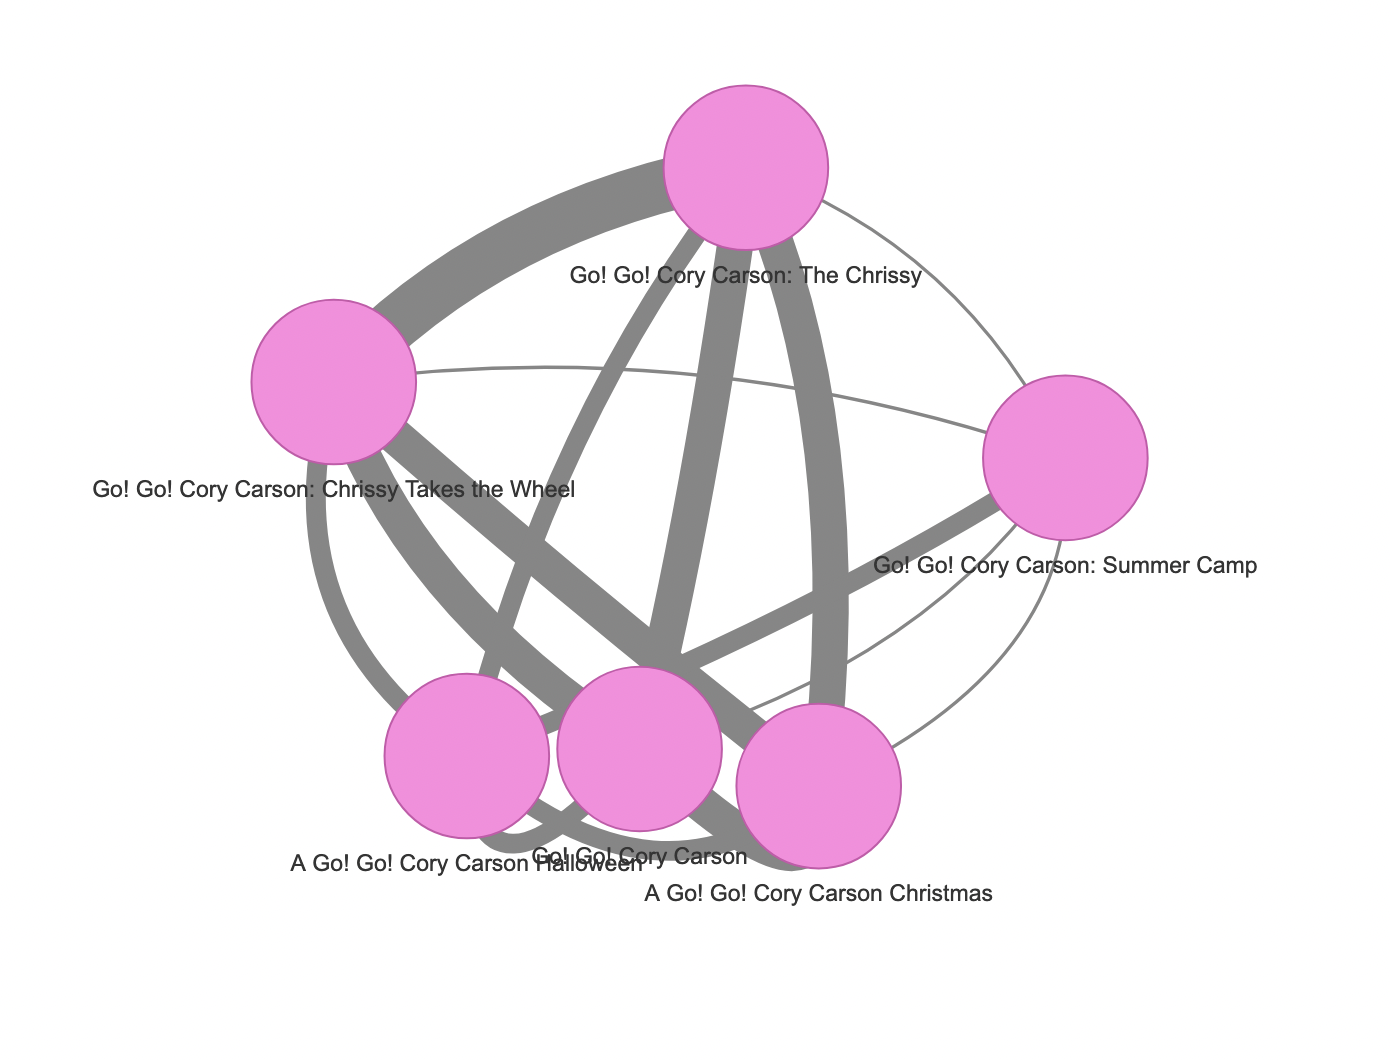 Go! Go! Cory Carson: The Chrissy
Go! Go! Cory Carson: Chrissy Takes the Wheel
Go! Go! Cory Carson: Summer Camp
A Go! Go! Cory Carson Halloween
Go! Go! Cory Carson
A Go! Go! Cory Carson Christmas